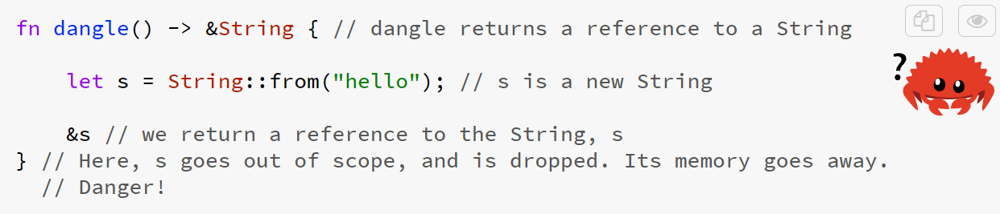 fn dangle() -> &String { // dangle returns a reference to a String
let s = String::from("hello"); // s is a new String
&s // we return a reference to the String, s
} // Here, s goes out of scope, and is dropped. Its memory goes away.
// Danger!
?